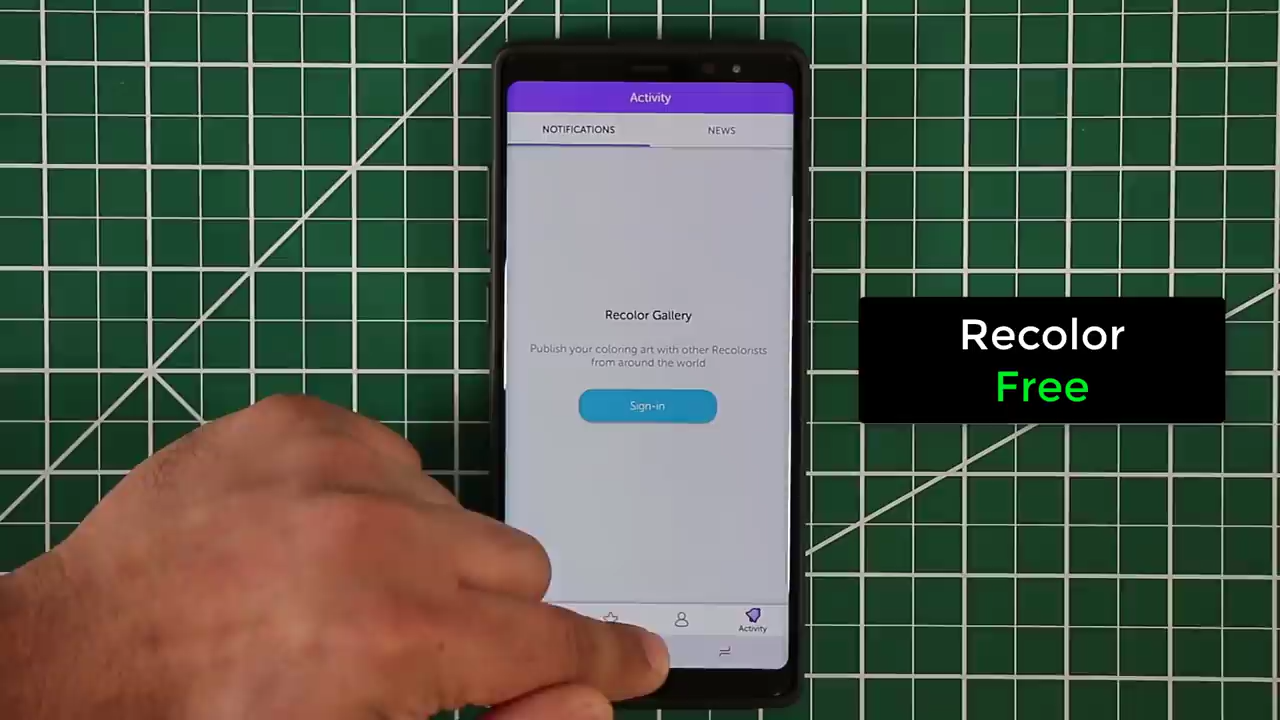 Activity
NOTIFICATIONS
NEWS
Recolor Gallery
Publish your coloring art with other Recolorists
from around the world
Sign-in
Activity
Recolor
Free